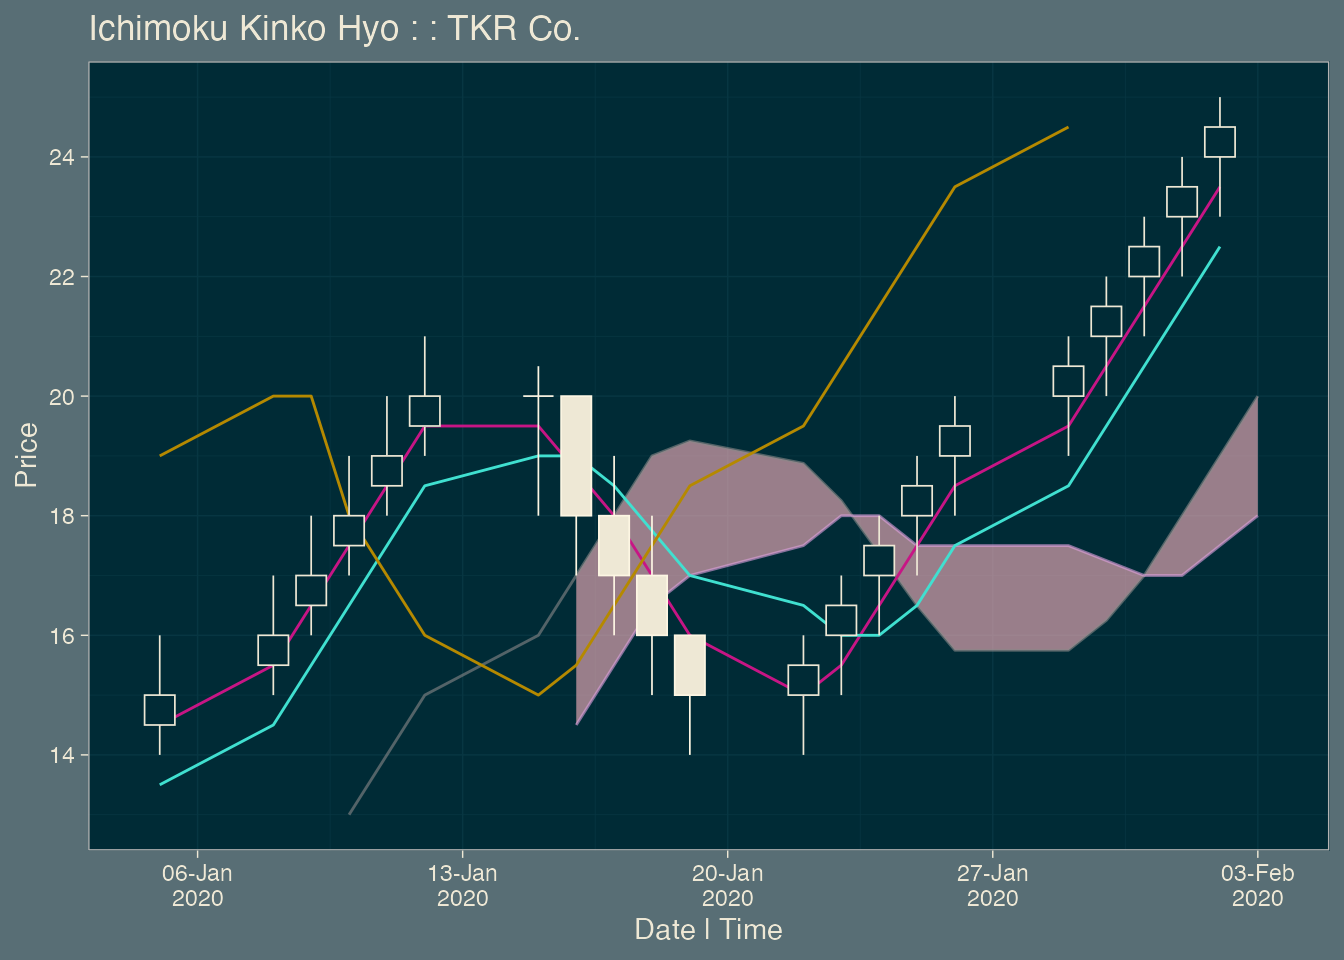 Ichimoku Kinko Hyo : : TKR Co.
24
22
20
18
16
14
Price
06-Jan
2020
13-Jan
2020
20-Jan
2020
27-Jan
2020
03-Feb
2020
Date | Time